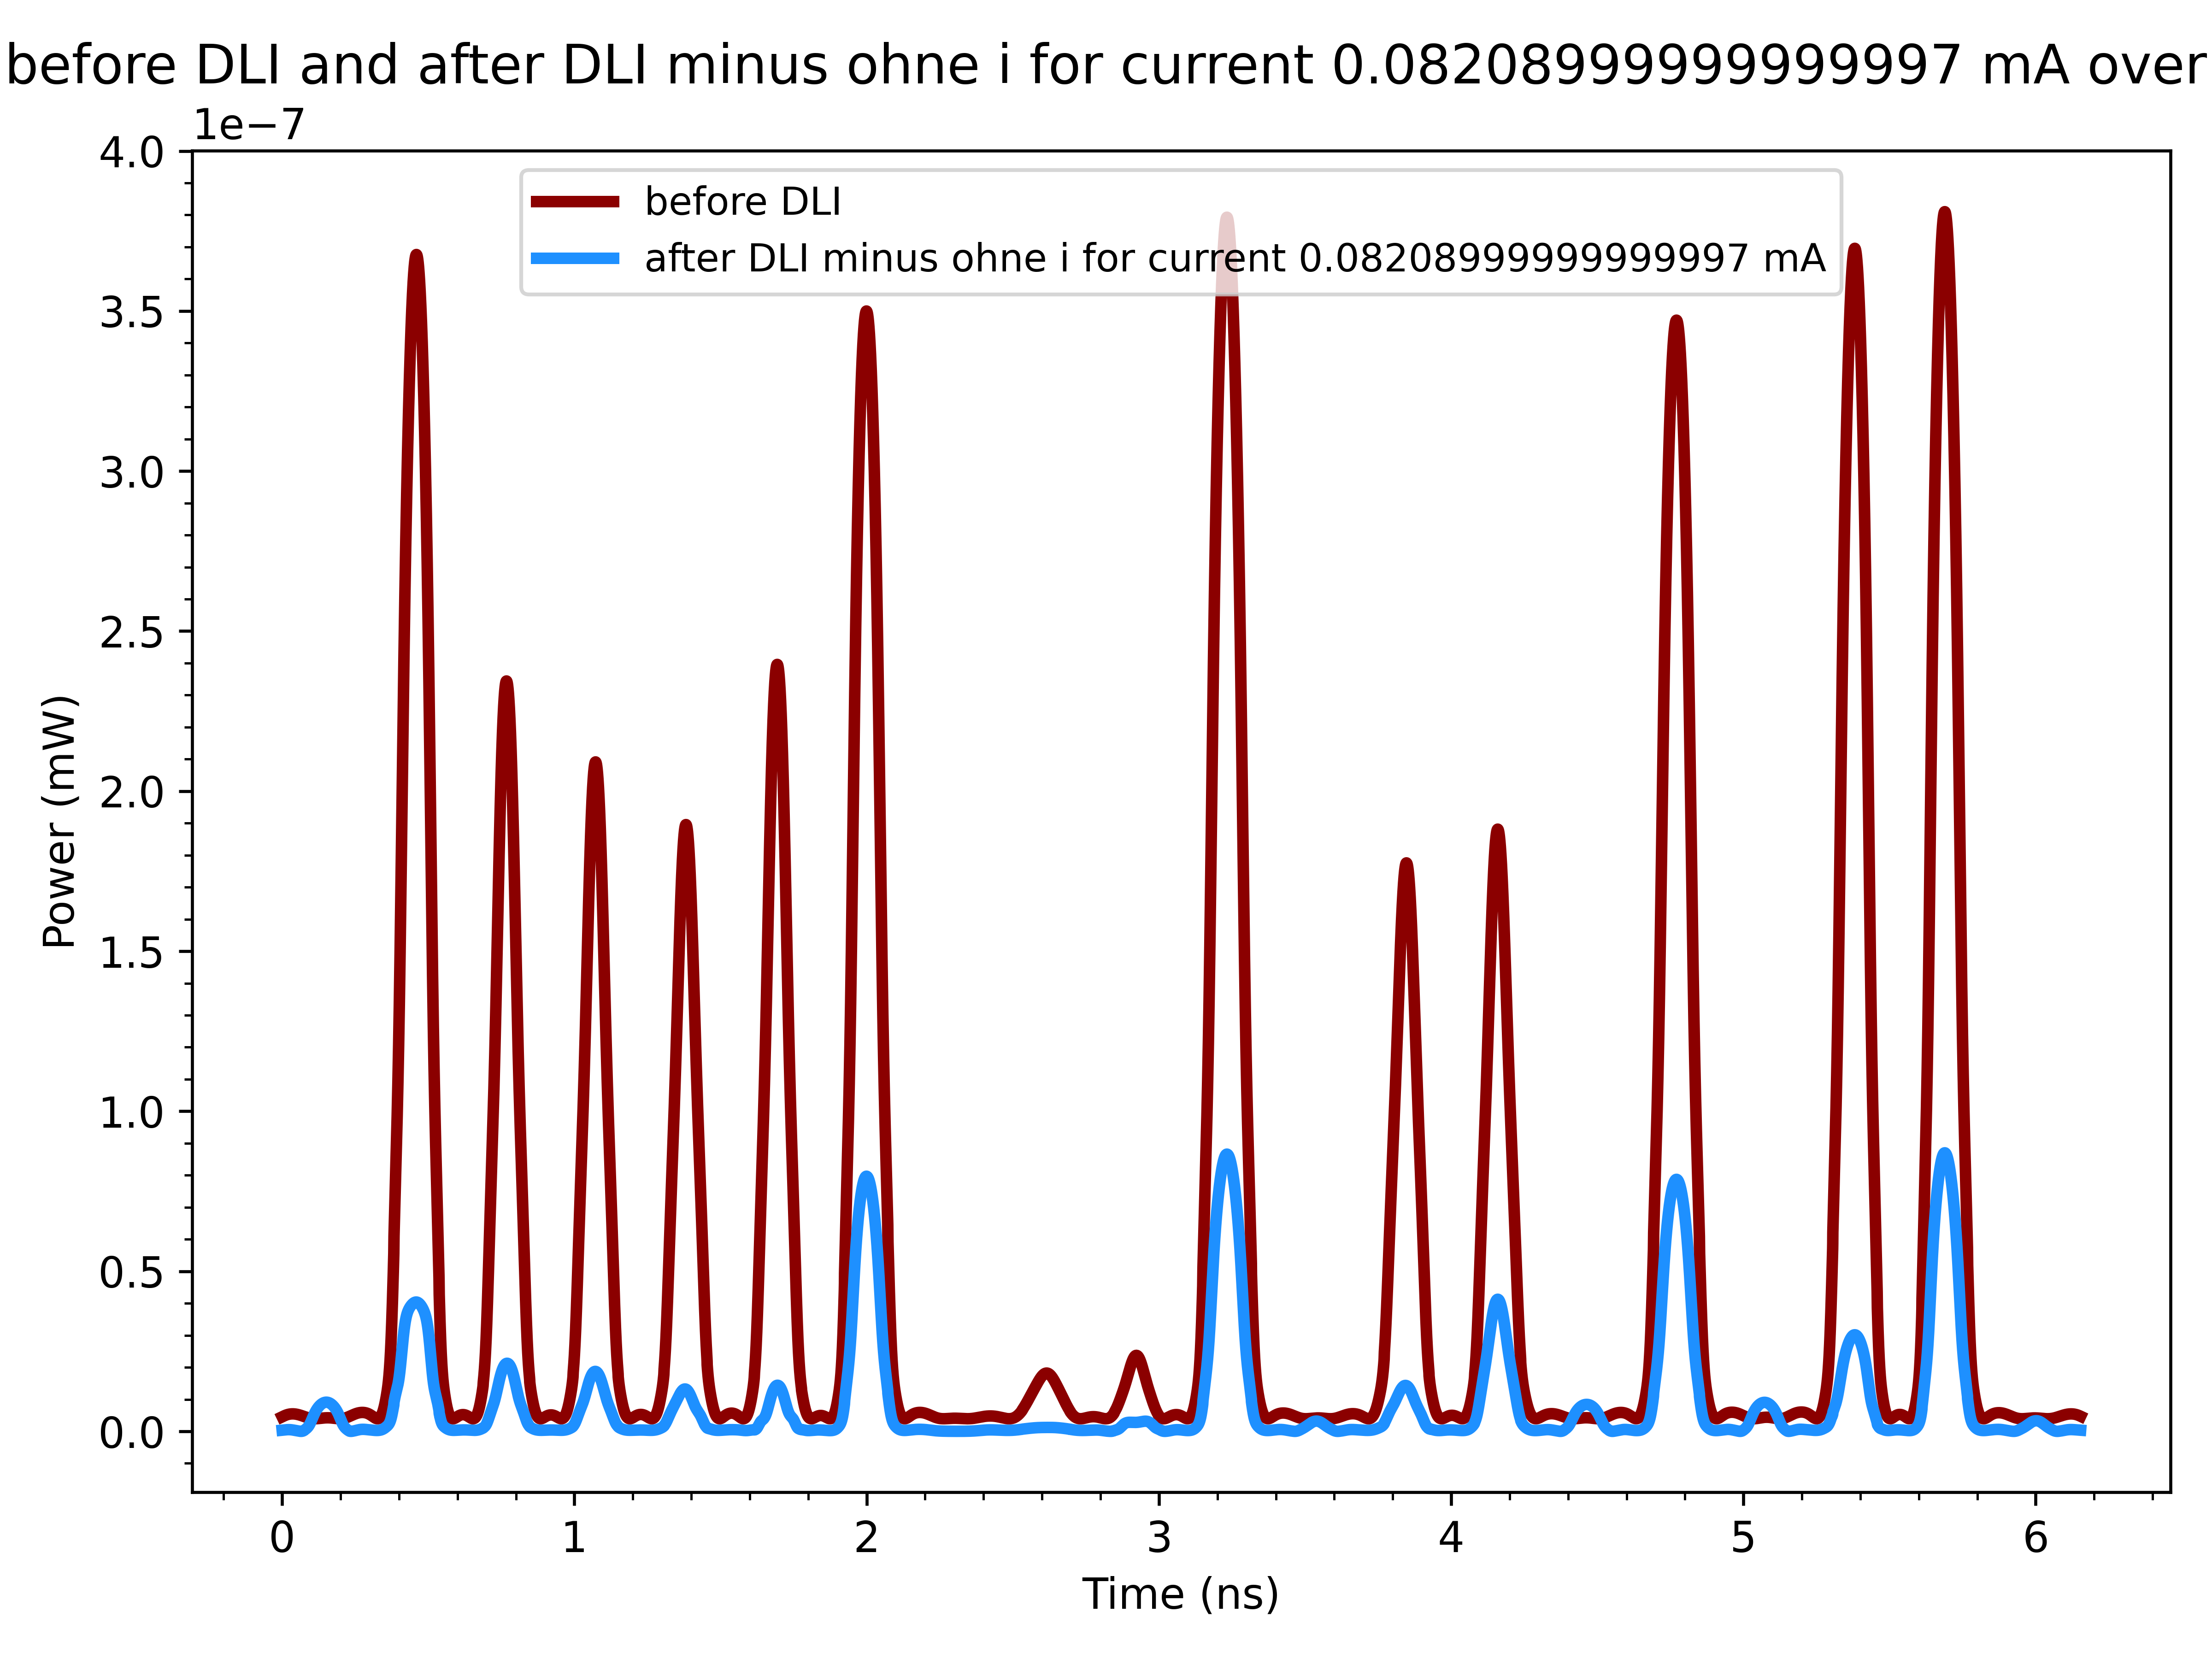 before DLI and after DLI minus ohne i for current 0.08208999999999997 mA over
1e−7
4.0
3.5
3.0
2.5
2.0
1.5
1.0
0.5
0.0
Power (mW)
before DLI
after DLI minus ohne i for current 0.08208999999999997 mA
0 1 2 3 4 5 6
Time (ns)